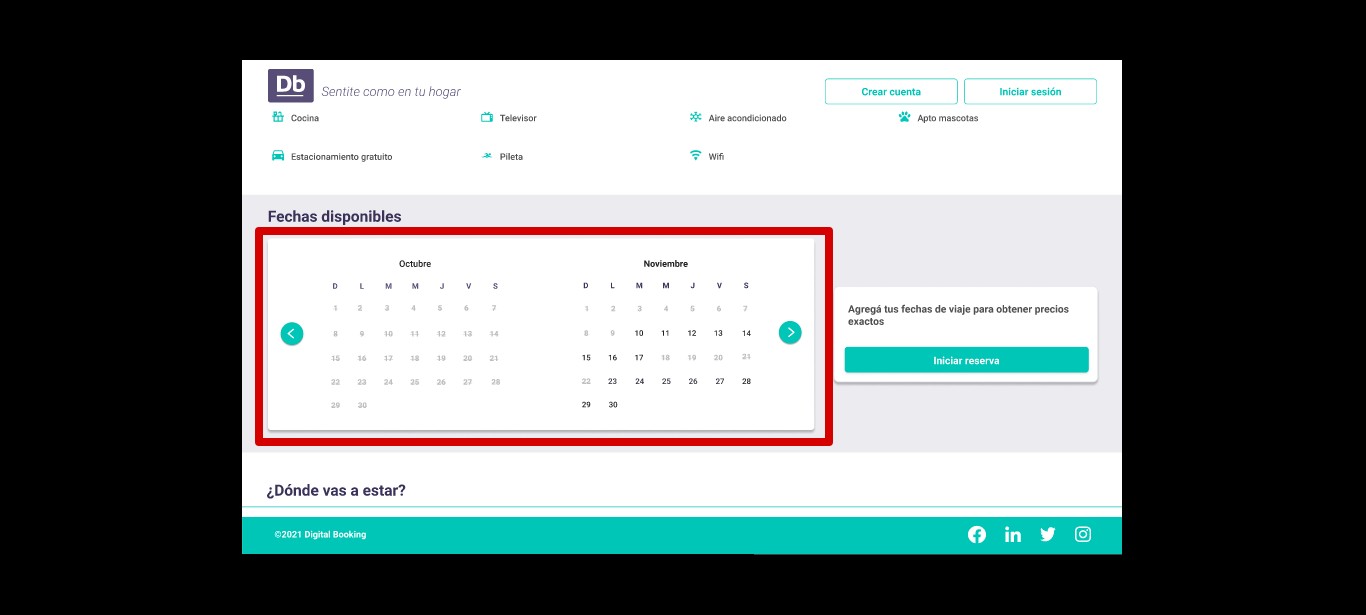 Db
Sentite como en tu hogar
Crear cuenta
Iniciar sesión
Cocina
Televisor
Aire acondicionado
Apto mascotas
Estacionamiento gratuito
Pileta
Wifi
Fechas disponibles
Octubre
D L M M J V S
1 2 3 4 5 6 7
8 9 10 11 12 13 14
15 16 17 18 19 20 21
22 23 24 25 26 27 28
29 30
Noviembre
D L M M J V S
1 2 3 4 5 6 7
8 9 10 11 12 13 14
15 16 17 18 19 20 21
22 23 24 25 26 27 28
29 30
Agregá tus fechas de viaje para obtener precios
exactos
Iniciar reserva
¿Dónde vas a estar?
©2021 Digital Booking